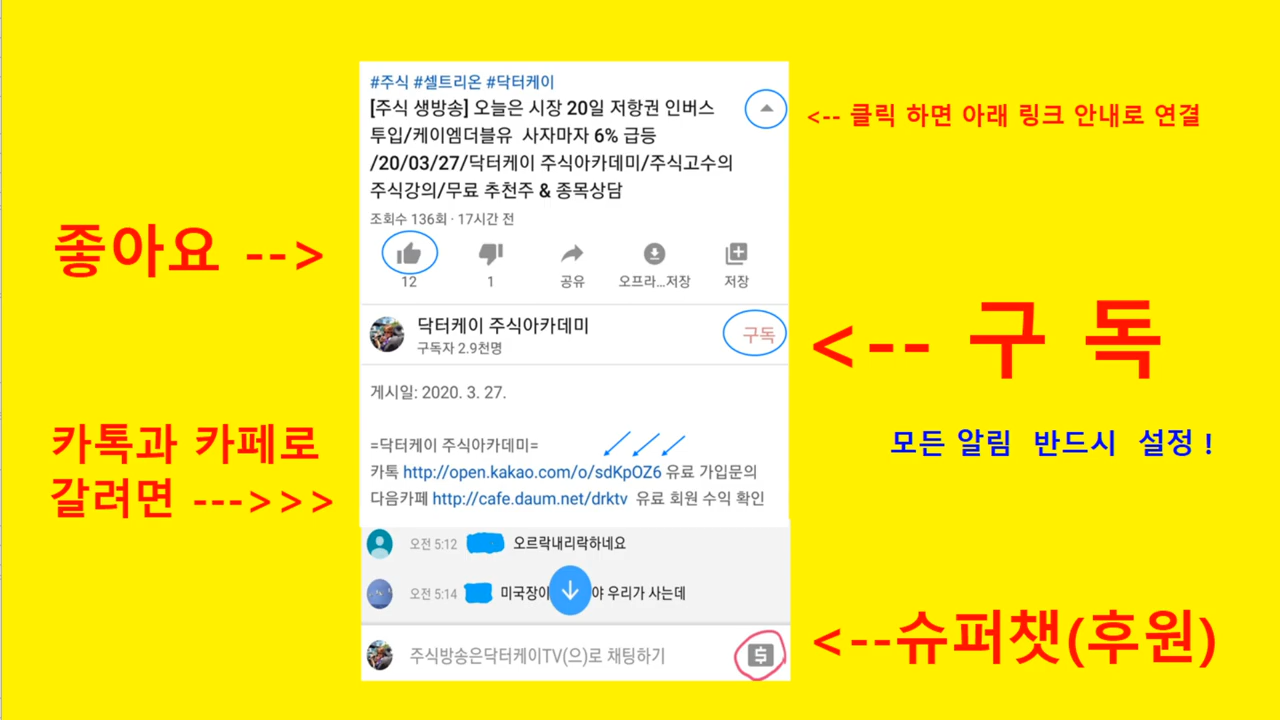 #주식 #셀트리온 #닥터케이
[주식 생방송] 오늘은 시장 20일 저항권 인버스
투입/케이엠더블유 사자마자 6% 급등
/20/03/27/닥터케이 주식아카데미/주식고수의
주식강의/무료 추천주 & 종목상담
<-- 클릭 하면 아래 링크 안내로 연결
조회수 136회 · 17시간 전
좋아요 -->
12
1
공유
오프라...저장
저장
닥터케이 주식아카데미
구독자 2.9천명
구독
<-- 구 독
게시일: 2020. 3. 27.
모든 알림 반드시 설정 !
=닥터케이 주식아카데미=
카톡 http://open.kakao.com/o/sdKpOZ6 유료 가입문의
다음카페 http://cafe.daum.net/drktv 유료 회원 수익 확인
카톡과 카페로
갈려면 --->>>
오전 5:12 오르락내리락하네요
오전 5:14 미국장이 야 우리가 사는데
주식방송은닥터케이TV(으)로 채팅하기
<--슈퍼챗(후원)